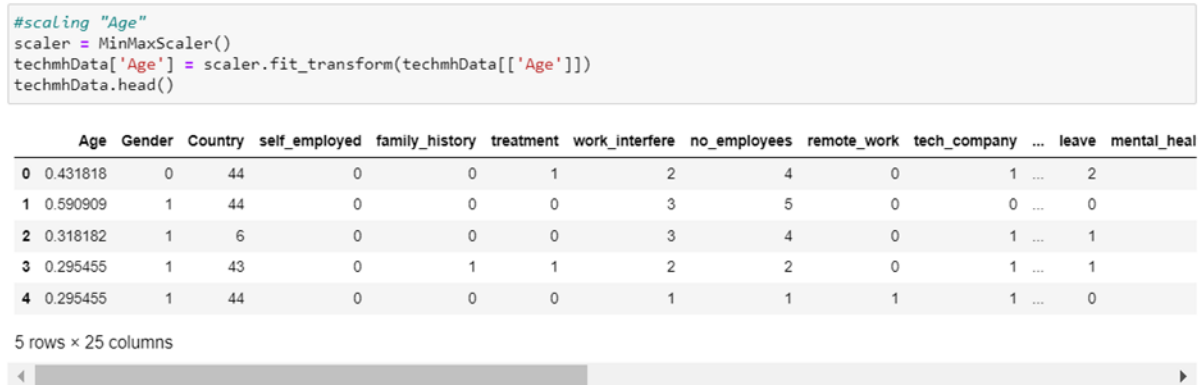 #scaling "Age"
scaler = MinMaxScaler()
techmhData['Age'] = scaler.fit_transform(techmhData[['Age']])
techmhData.head()
Age Gender Country self_employed family_history treatment work_interfere no_employees remote_work tech_company ... leave mental_heal
0 0.431818 0 44 0 0 1 2 4 0 1 ... 2
1 0.590909 1 44 0 0 0 3 5 0 0 ... 0
2 0.318182 1 6 0 0 0 3 4 0 1 ... 1
3 0.295455 1 43 0 1 1 2 2 0 1 ... 1
4 0.295455 1 44 0 0 0 1 1 1 1 ... 0
5 rows × 25 columns